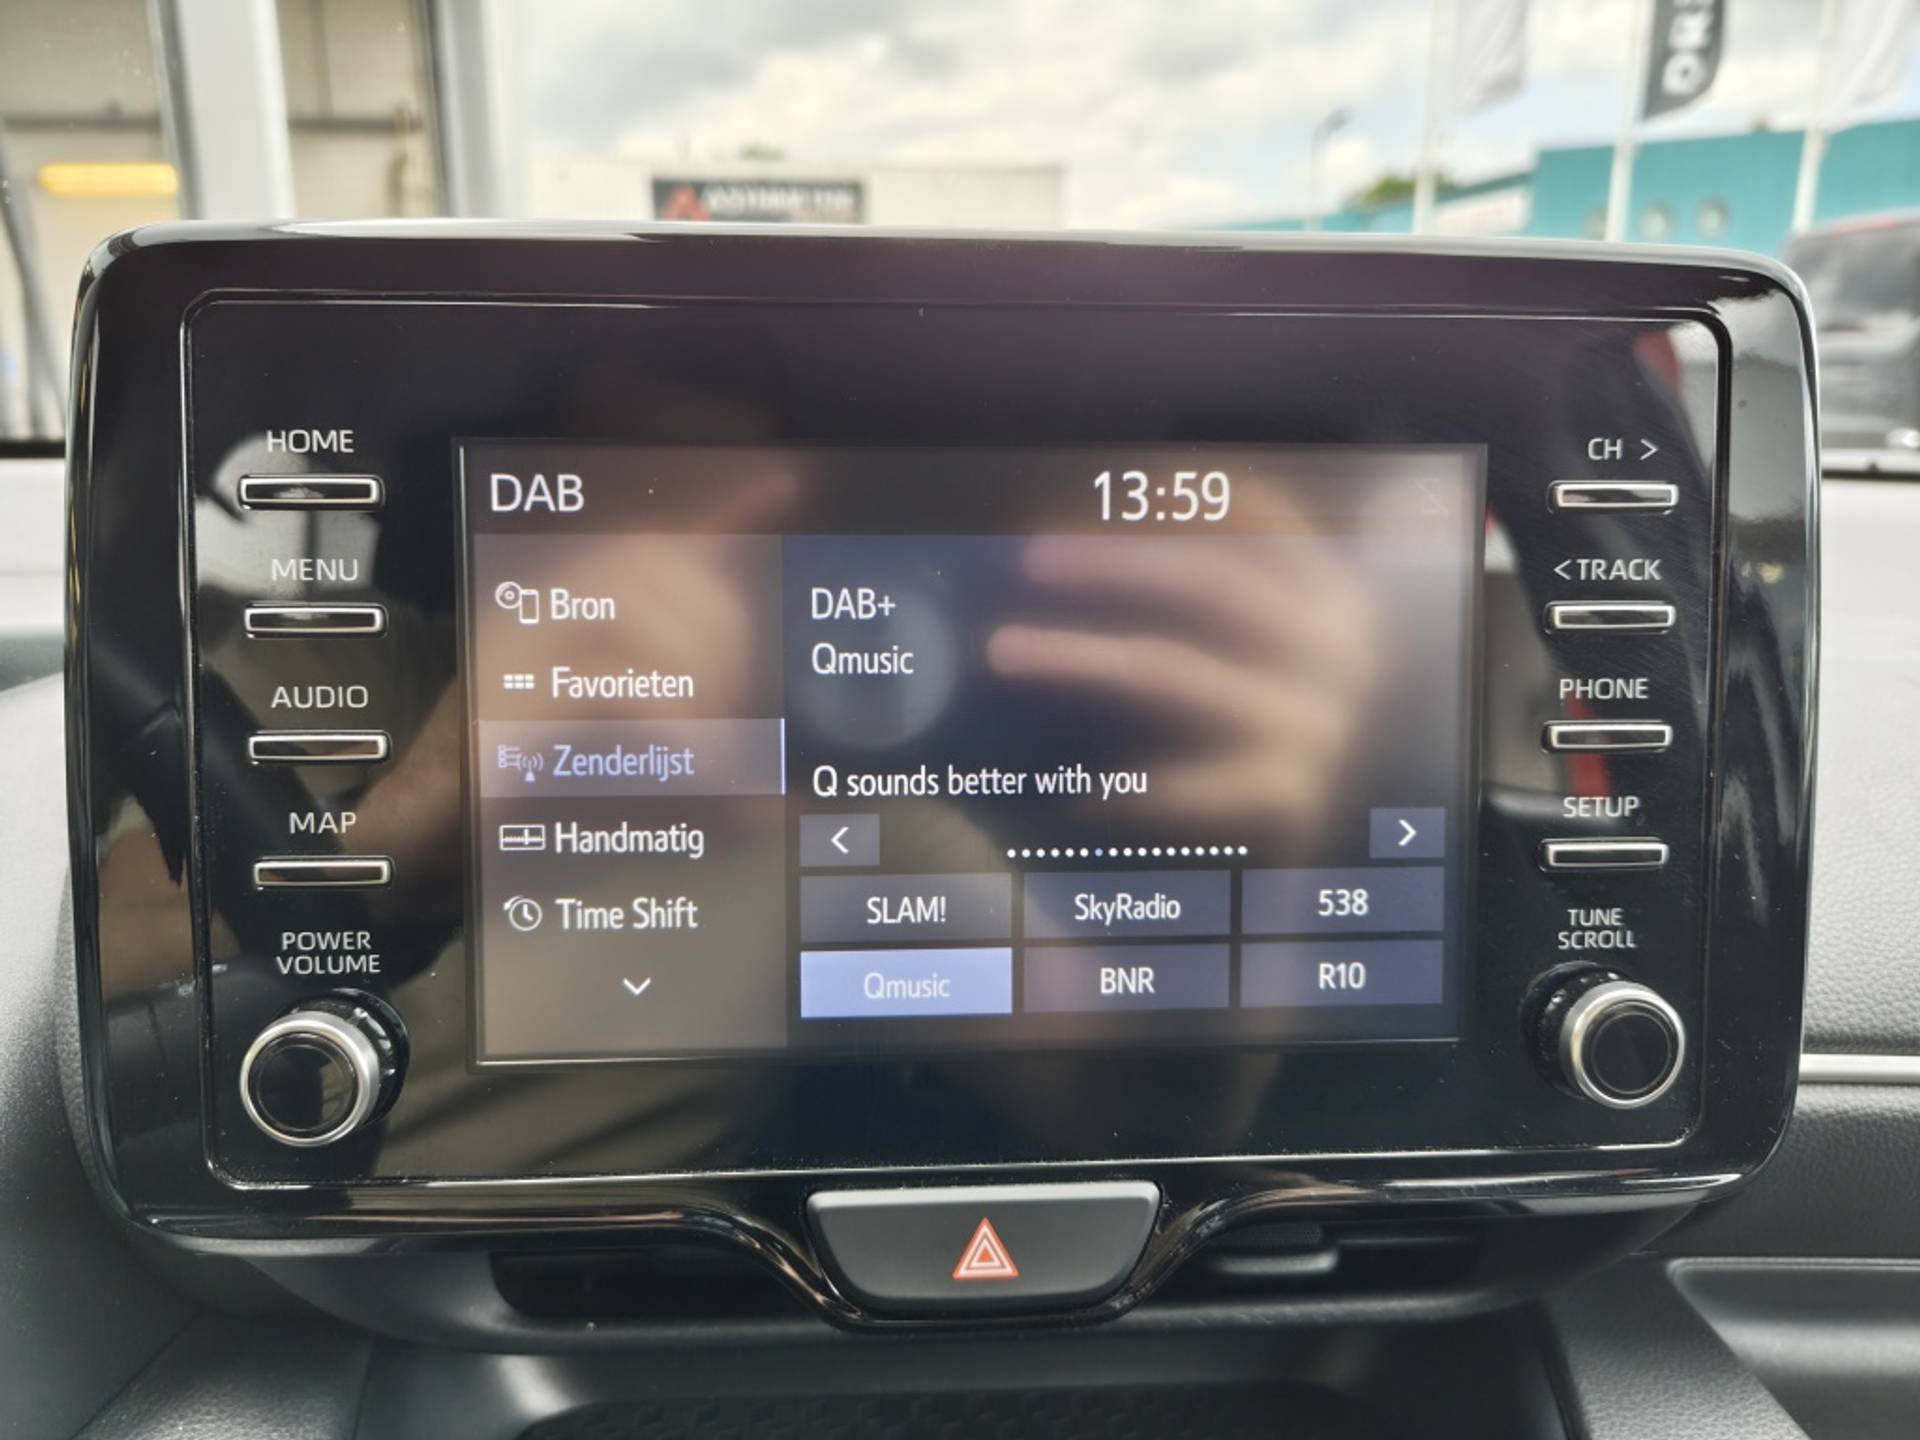 HOME
MENU
AUDIO
MAP
POWER
VOLUME
DAB
13:59
Bron
Favorieten
Zenderlijst
Handmatig
Time Shift
DAB+
Qmusic
Q sounds better with you
<
>
SLAM!
SkyRadio
538
Qmusic
BNR
R10
CH >
< TRACK
PHONE
SETUP
TUNE
SCROLL